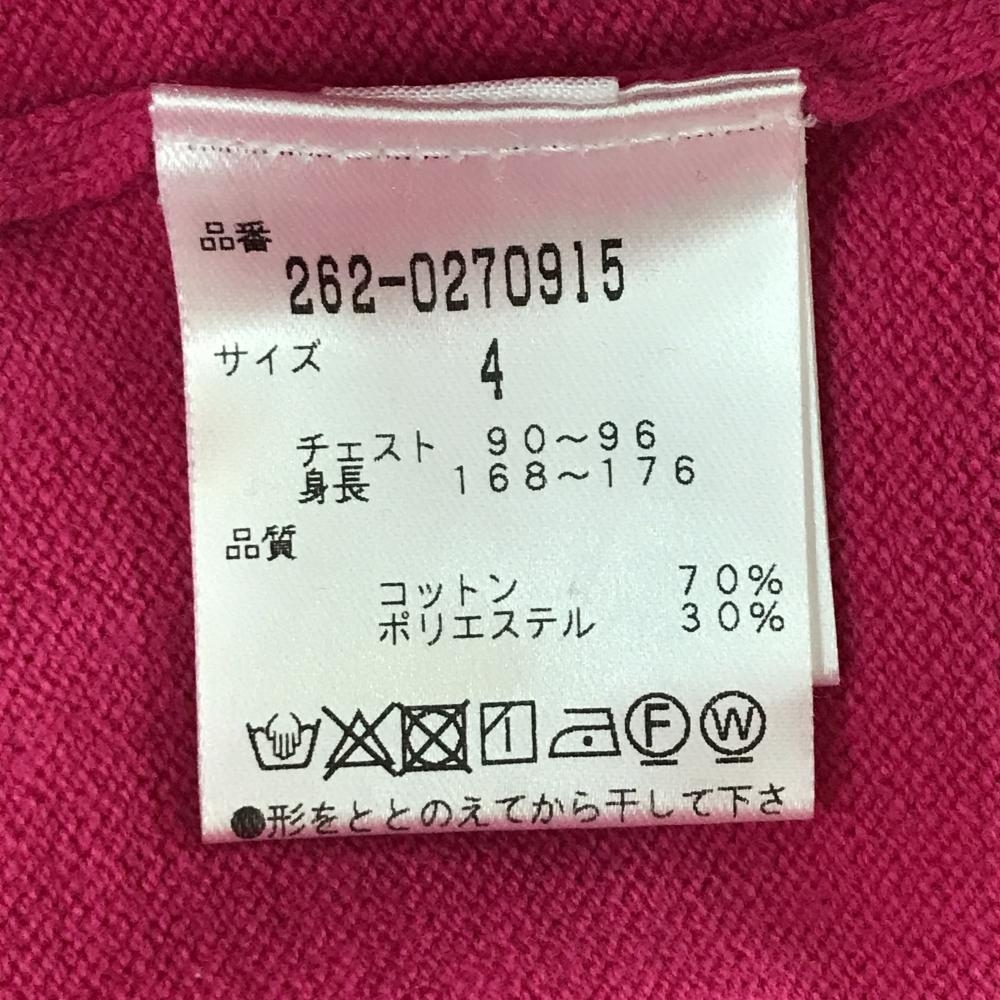 品番
262-0270915
サイズ 4
チェスト 90～96
身長 168～176
品質
コットン 70%
ポリエステル 30%
F W
●形をととのえてから干して下さ